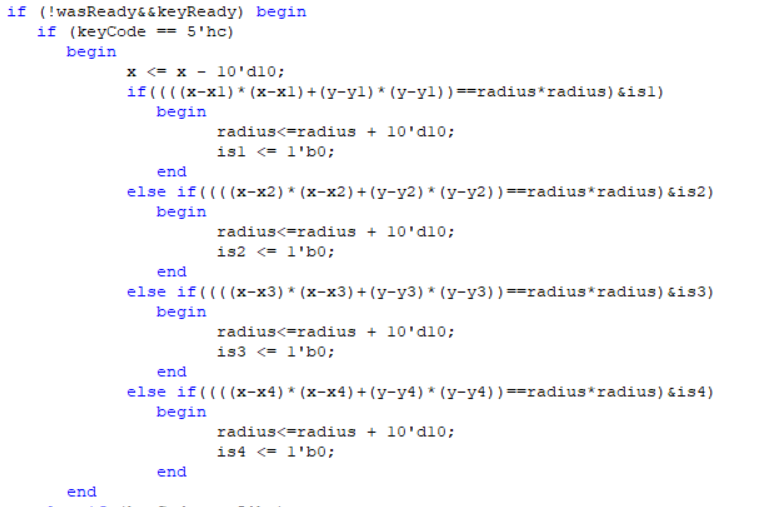 if (!wasReady&&keyReady) begin
if (keyCode == 5'hc)
begin
x <= x - 10'd10;
if((((x-x1)*(x-x1)+(y-y1)*(y-y1))==radius*radius)&is1)
begin
radius<=radius + 10'd10;
is1 <= 1'b0;
end
else if((((x-x2)*(x-x2)+(y-y2)*(y-y2))==radius*radius)&is2)
begin
radius<=radius + 10'd10;
is2 <= 1'b0;
end
else if((((x-x3)*(x-x3)+(y-y3)*(y-y3))==radius*radius)&is3)
begin
radius<=radius + 10'd10;
is3 <= 1'b0;
end
else if((((x-x4)*(x-x4)+(y-y4)*(y-y4))==radius*radius)&is4)
begin
radius<=radius + 10'd10;
is4 <= 1'b0;
end
end